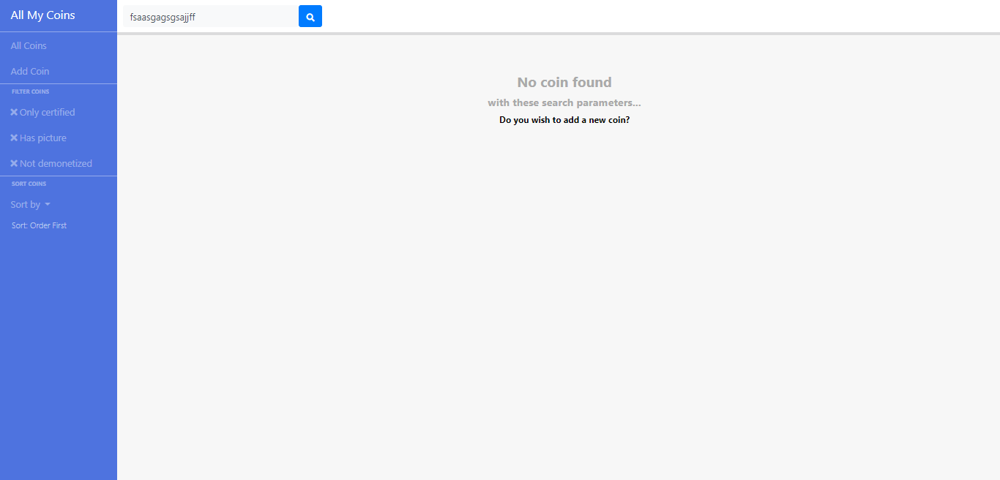 All My Coins
fsaasgagsgsajjff
All Coins
Add Coin
FILTER COINS
Only certified
Has picture
Not demonetized
SORT COINS
Sort by
Sort: Order First
No coin found
with these search parameters...
Do you wish to add a new coin?